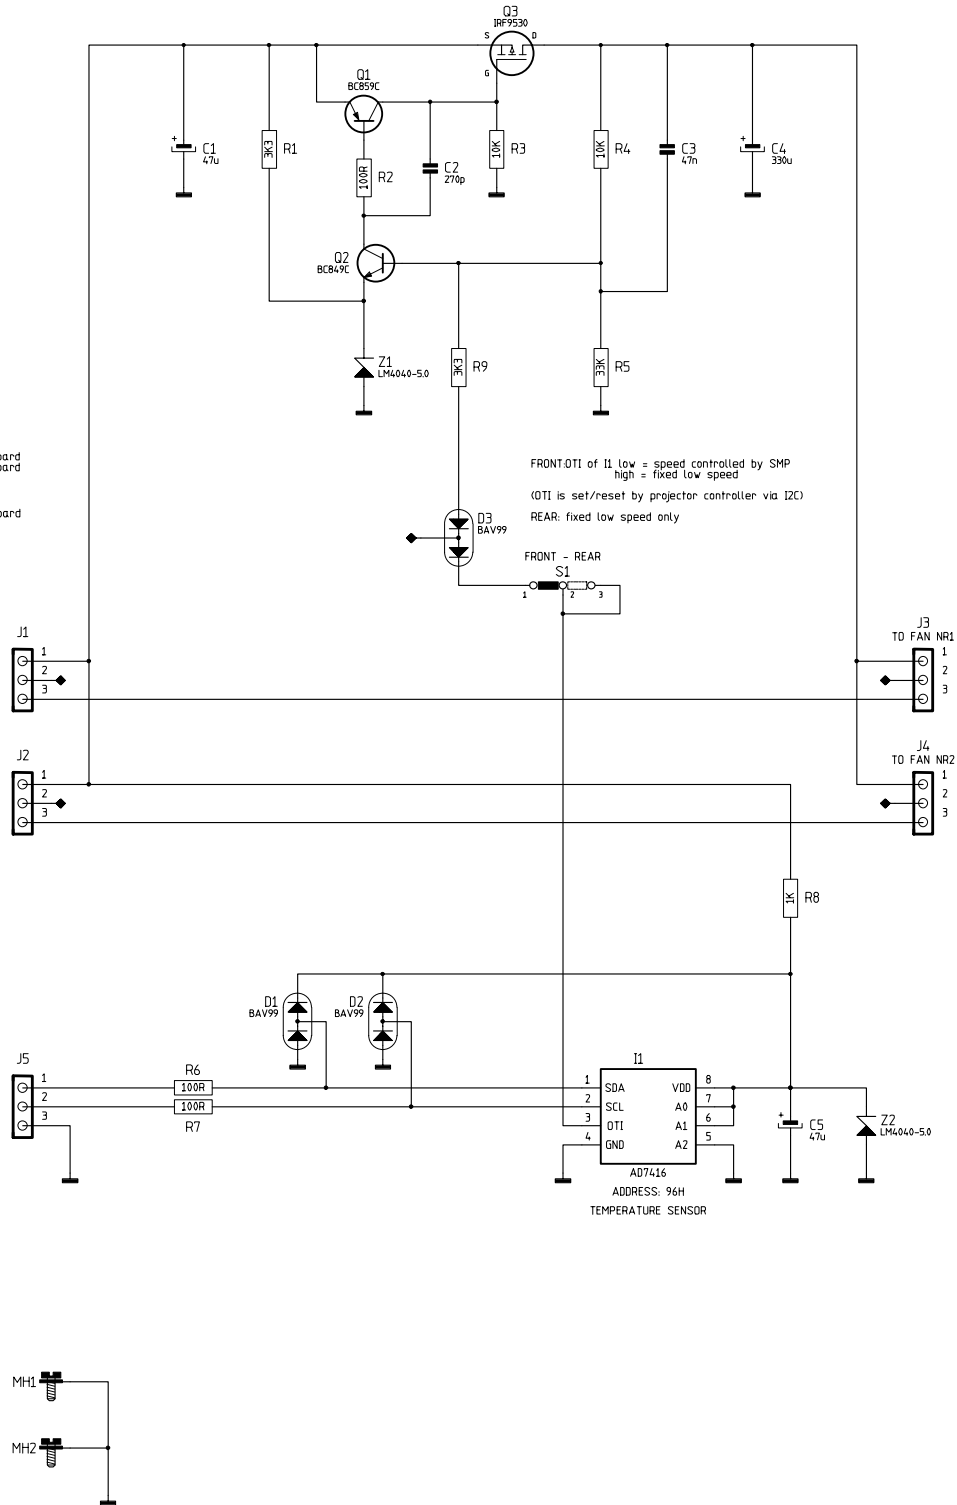 Q3
IRF9530
S
D
G
Q1
BC859C
C1
47u
3K3
R1
100R
R2
C2
270p
10K
R3
10K
R4
C3
47n
C4
330u
Q2
BC849C
Z1
LM4040-5.0
3K3
R9
33K
R5
FRONT:OTI of I1 low = speed controlled by SMP
high = fixed low speed
(OTI is set/reset by projector controller via I2C)
REAR: fixed low speed only
D3
BAV99
FRONT - REAR
S1
1
2
3
J1
1
2
3
J3
TO FAN NR1
1
2
3
J2
1
2
3
J4
TO FAN NR2
1
2
3
1K
R8
D1
BAV99
D2
BAV99
J5
1
2
3
R6
100R
100R
R7
I1
1
SDA
VDD
8
2
SCL
A0
7
3
OTI
A1
6
4
GND
A2
5
AD7416
ADDRESS: 96H
TEMPERATURE SENSOR
C5
47u
Z2
LM4040-5.0
MH1
MH2